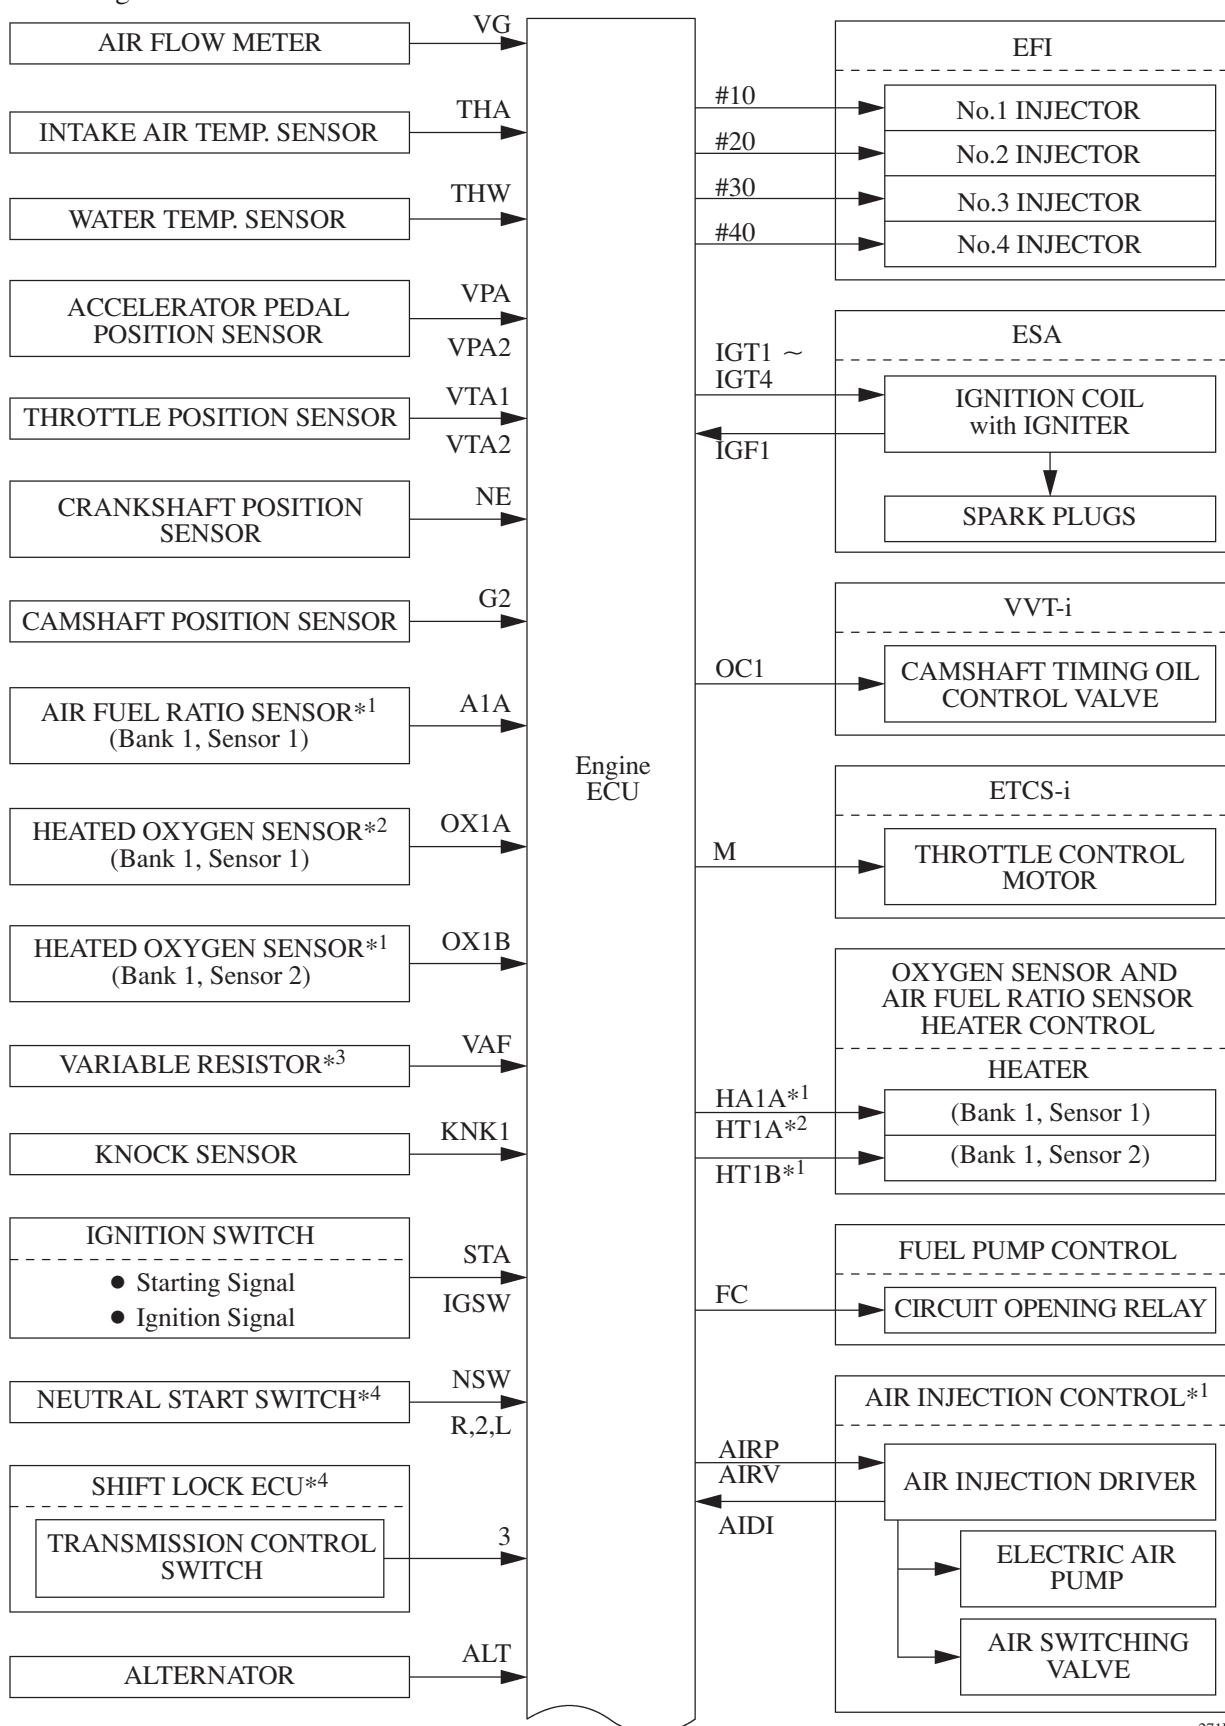 AIR FLOW METER
VG
INTAKE AIR TEMP. SENSOR
THA
WATER TEMP. SENSOR
THW
ACCELERATOR PEDAL
POSITION SENSOR
VPA
VPA2
THROTTLE POSITION SENSOR
VTA1
VTA2
CRANKSHAFT POSITION
SENSOR
NE
CAMSHAFT POSITION SENSOR
G2
AIR FUEL RATIO SENSOR*1
(Bank 1, Sensor 1)
A1A
HEATED OXYGEN SENSOR*2
(Bank 1, Sensor 1)
OX1A
HEATED OXYGEN SENSOR*1
(Bank 1, Sensor 2)
OX1B
VARIABLE RESISTOR*3
VAF
KNOCK SENSOR
KNK1
IGNITION SWITCH
● Starting Signal
● Ignition Signal
STA
IGSW
NEUTRAL START SWITCH*4
NSW
R,2,L
SHIFT LOCK ECU*4
TRANSMISSION CONTROL
SWITCH
3
ALTERNATOR
ALT
Engine
ECU
EFI
#10
No.1 INJECTOR
#20
No.2 INJECTOR
#30
No.3 INJECTOR
#40
No.4 INJECTOR
ESA
IGT1 ~
IGT4
IGF1
IGNITION COIL
with IGNITER
SPARK PLUGS
VVT-i
OC1
CAMSHAFT TIMING OIL
CONTROL VALVE
ETCS-i
M
THROTTLE CONTROL
MOTOR
OXYGEN SENSOR AND
AIR FUEL RATIO SENSOR
HEATER CONTROL
HEATER
HA1A*1
HT1A*2
(Bank 1, Sensor 1)
HT1B*1
(Bank 1, Sensor 2)
FUEL PUMP CONTROL
FC
CIRCUIT OPENING RELAY
AIR INJECTION CONTROL*1
AIRP
AIRV
AIDI
AIR INJECTION DRIVER
ELECTRIC AIR
PUMP
AIR SWITCHING
VALVE